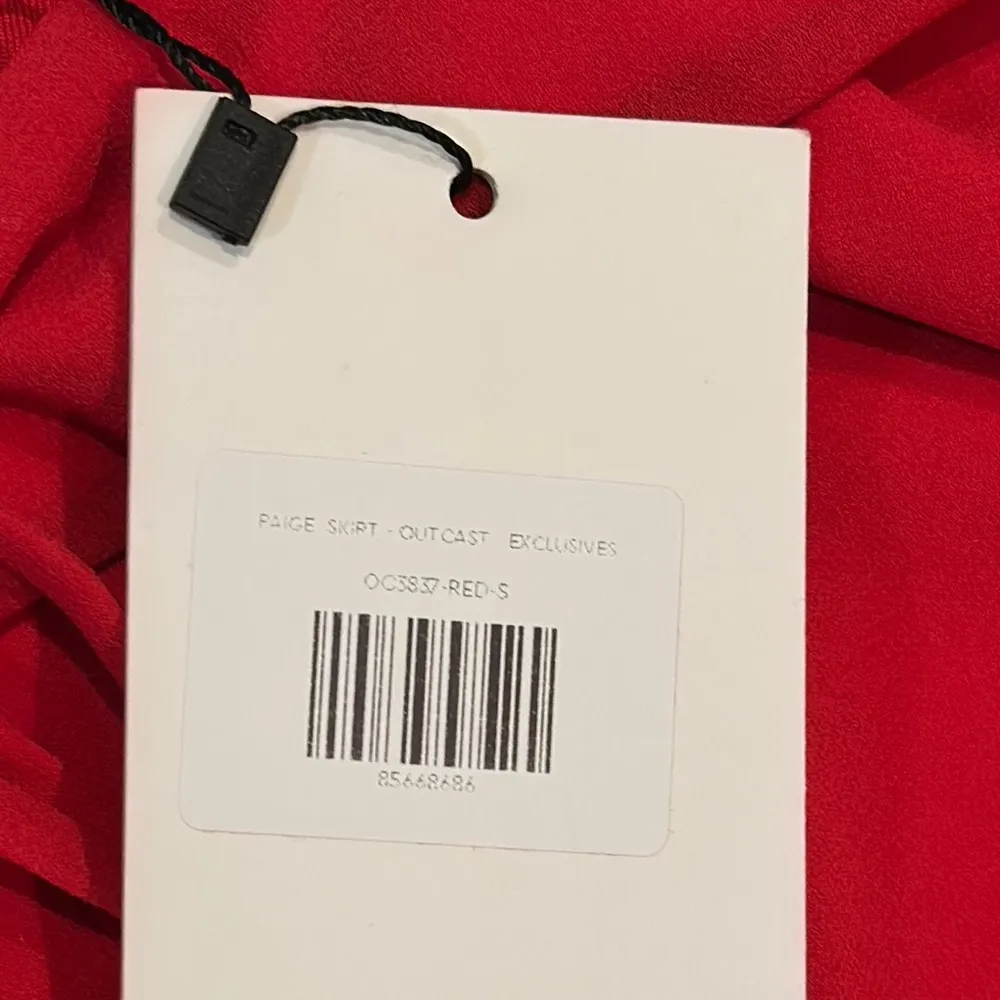 PAIGE SKIRT - OUTCAST EXCLUSIVES
OC3837-RED-S
85668686